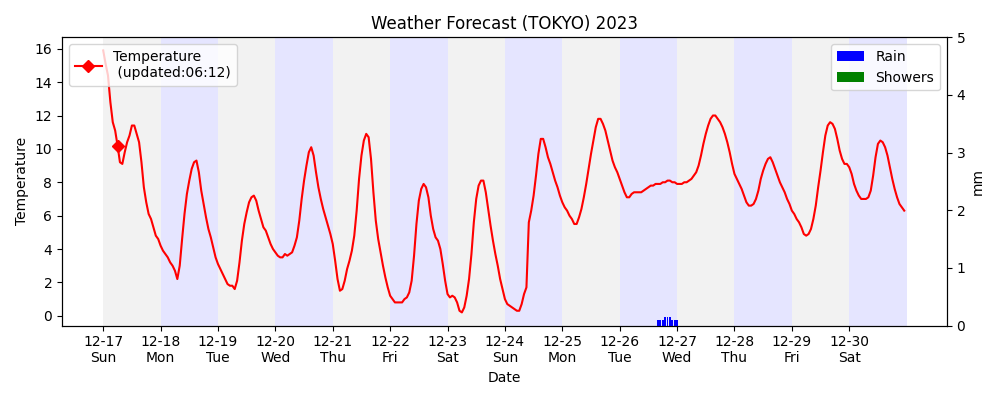 Weather Forecast (TOKYO) 2023
Temperature
(updated:06:12)
Rain
Showers
Temperature
16
14
12
10
8
6
4
2
0
5
4
3
2
1
0
mm
12-17 12-18 12-19 12-20 12-21 12-22 12-23 12-24 12-25 12-26 12-27 12-28 12-29 12-30
Sun Mon Tue Wed Thu Fri Sat Sun Mon Tue Wed Thu Fri Sat
Date